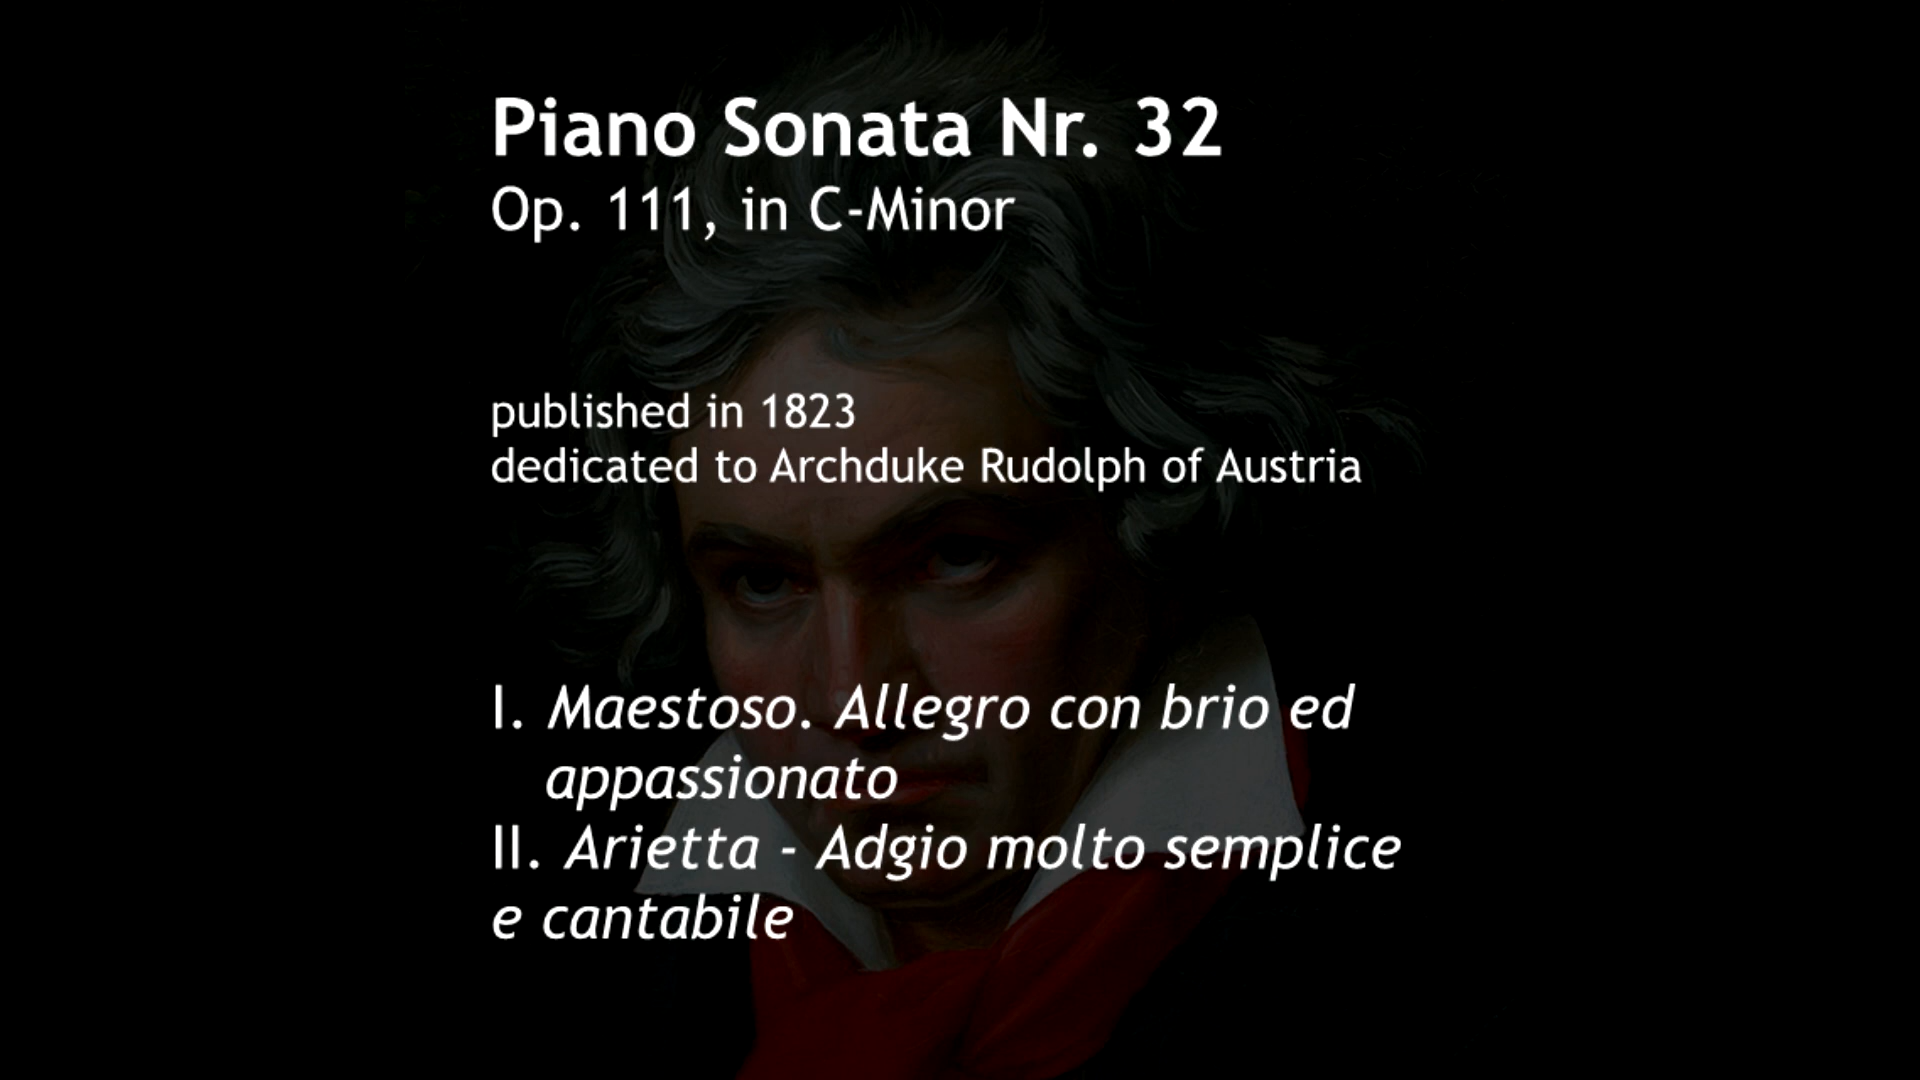 Piano Sonata Nr. 32
Op. 111, in C-Minor
published in 1823
dedicated to Archduke Rudolph of Austria
I. Maestoso. Allegro con brio ed
appassionato
II. Arietta - Adgio molto semplice
e cantabile